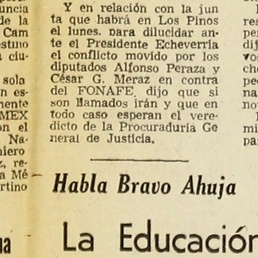 Y en relación con la jun
ta que habrá en Los Pinos
el lunes. para dilucidar an
te el Presidente Echeverría
el conflicto movido por los
diputados Alfonso Peraza y
César G. Meraz en contra
del FONAFE, dijo que si
son llamados irán y que en
todo caso esperan el vere-
dicto de la Procuraduría Ge
neral de Justicia.
Habla Bravo Ahuja
La Educación